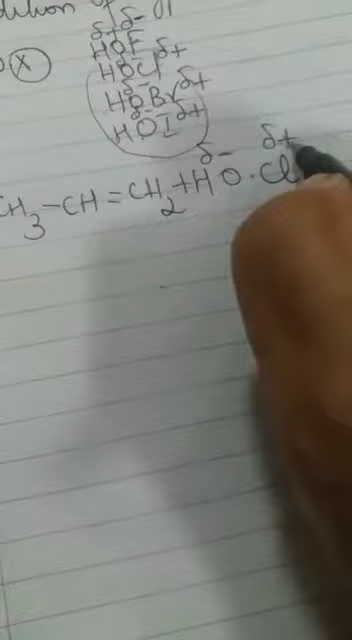 dition of
δ+ δ-
HOF
ⓧ
HOCl δ+
δ-
HOBr δ+
δ-
HOI δ+
δ- δ+
CH3-CH=CH2+HO.Cl